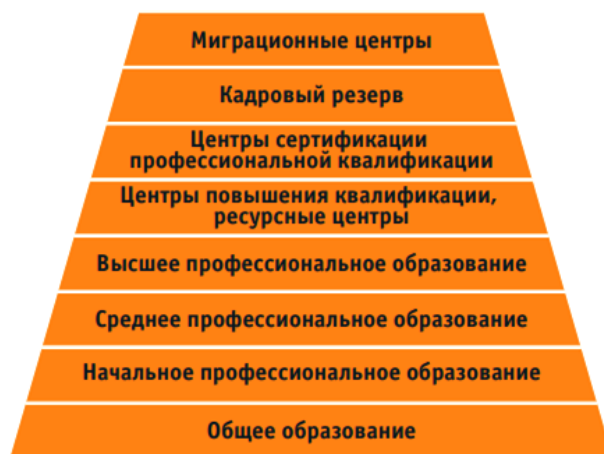 Миграционные центры
Кадровый резерв
Центры сертификации
профессиональной квалификации
Центры повышения квалификации,
ресурсные центры
Высшее профессиональное образование
Среднее профессиональное образование
Начальное профессиональное образование
Общее образование